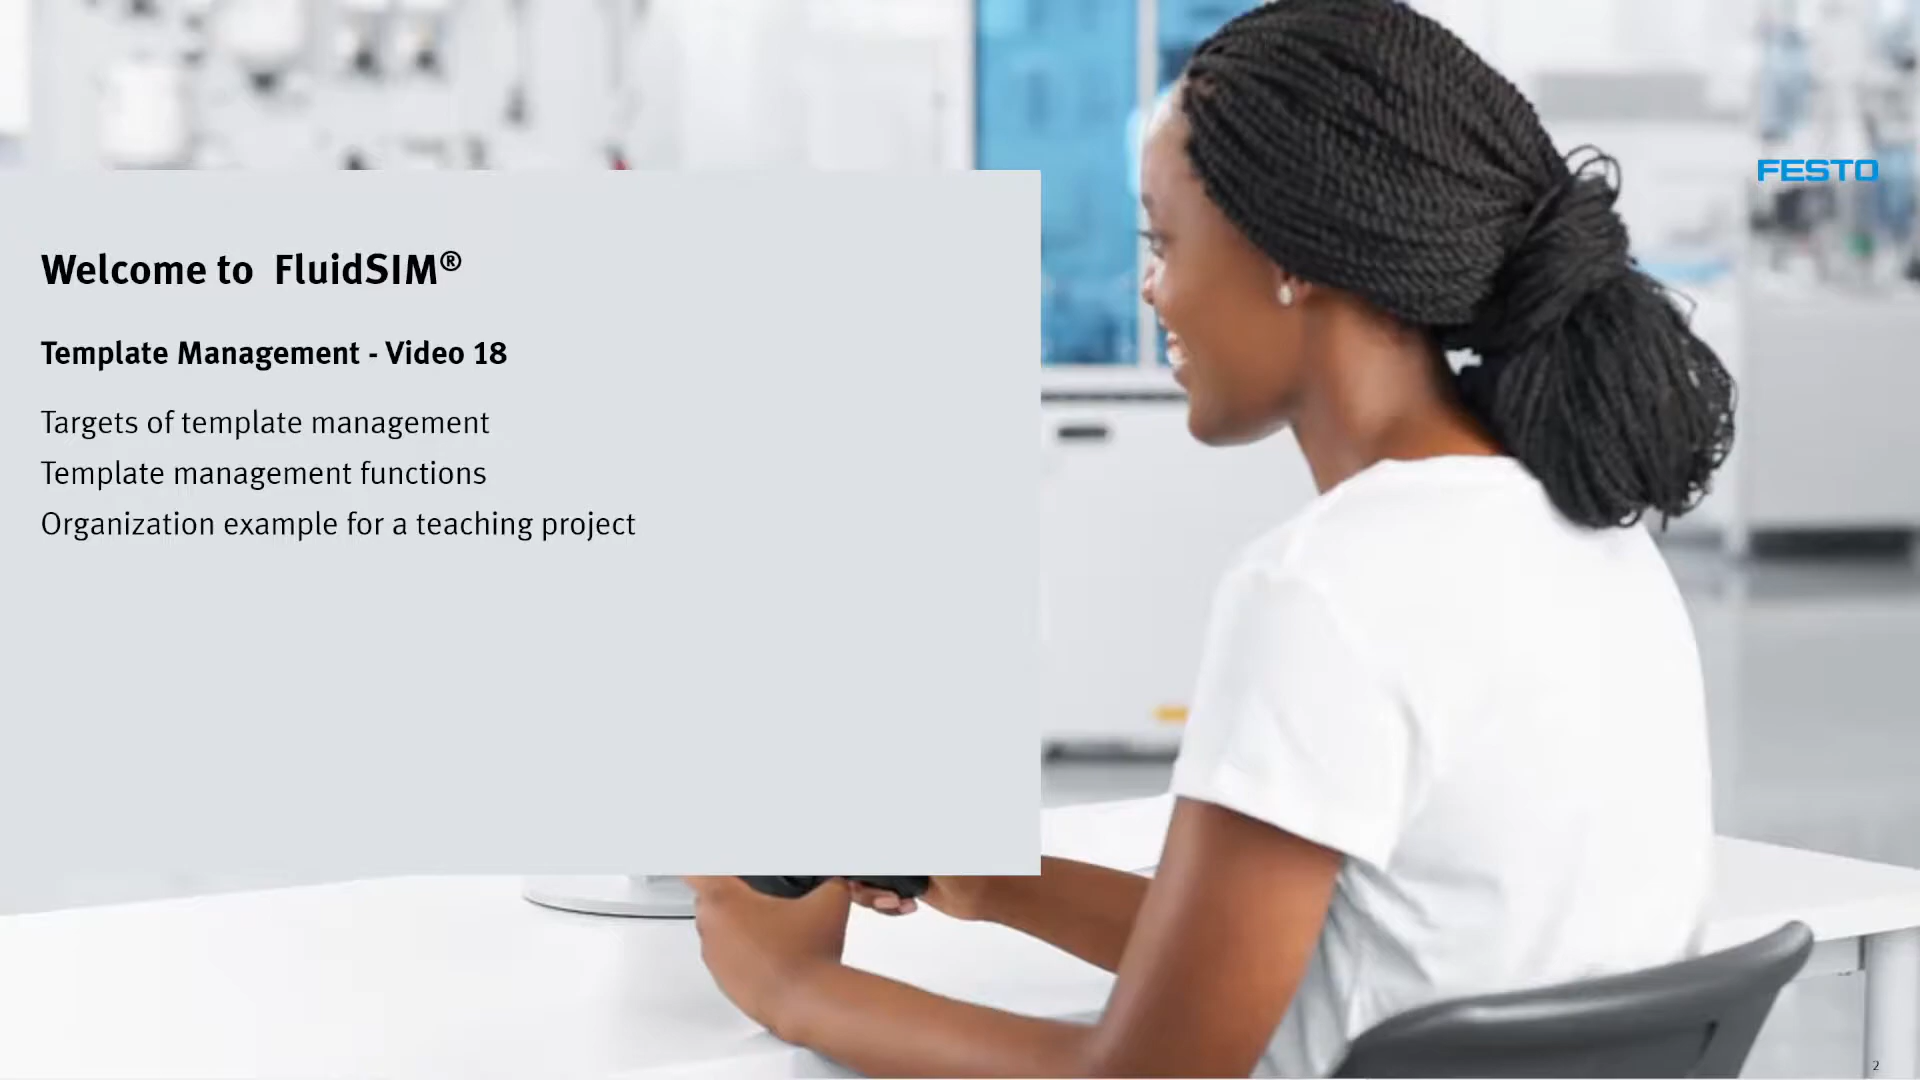 FESTO
Welcome to FluidSIM®
Template Management - Video 18
Targets of template management
Template management functions
Organization example for a teaching project
2